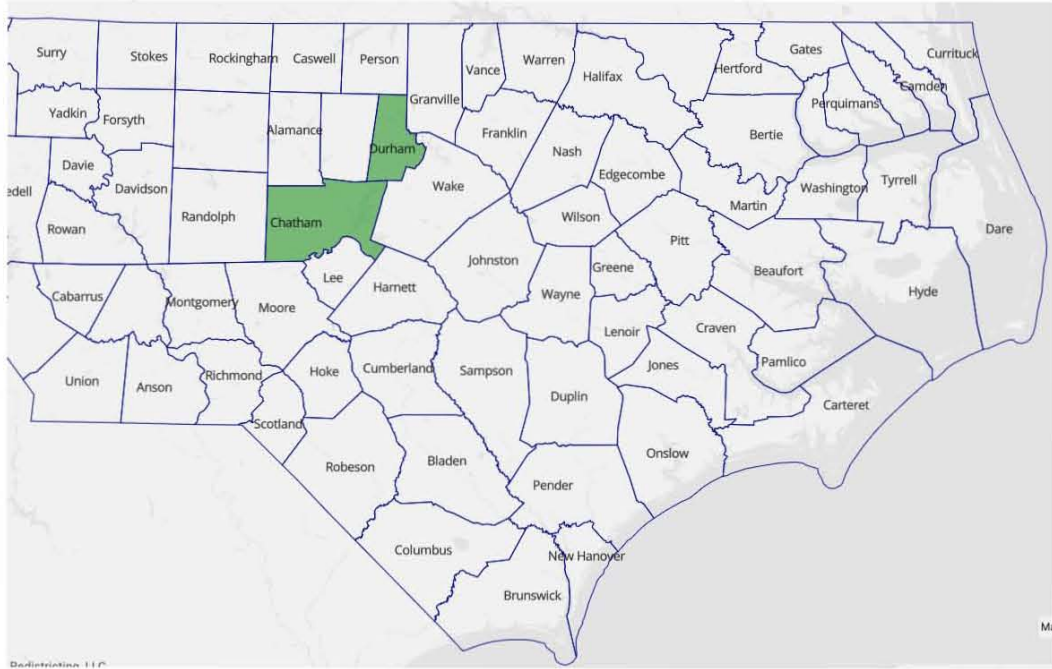 Surry
Stokes
Rockingham
Caswell
Person
Vance
Warren
Halifax
Hertford
Gates
Currituck
Camden
Perquimans
Yadkin
Forsyth
Alamance
Granville
Franklin
Bertie
Durham
Nash
Edgecombe
Davie
Davidson
edell
Wake
Washington
Tyrrell
Martin
Randolph
Chatham
Wilson
Rowan
Dare
Pitt
Johnston
Greene
Beaufort
Lee
Harnett
Wayne
Hyde
Cabarrus
Montgomery
Moore
Lenoir
Craven
Jones
Pamlico
Union
Anson
Richmond
Hoke
Cumberland
Sampson
Duplin
Carteret
Scotland
Robeson
Bladen
Onslow
Pender
Columbus
New Hanover
Brunswick
Ma
Redistricting, LLC